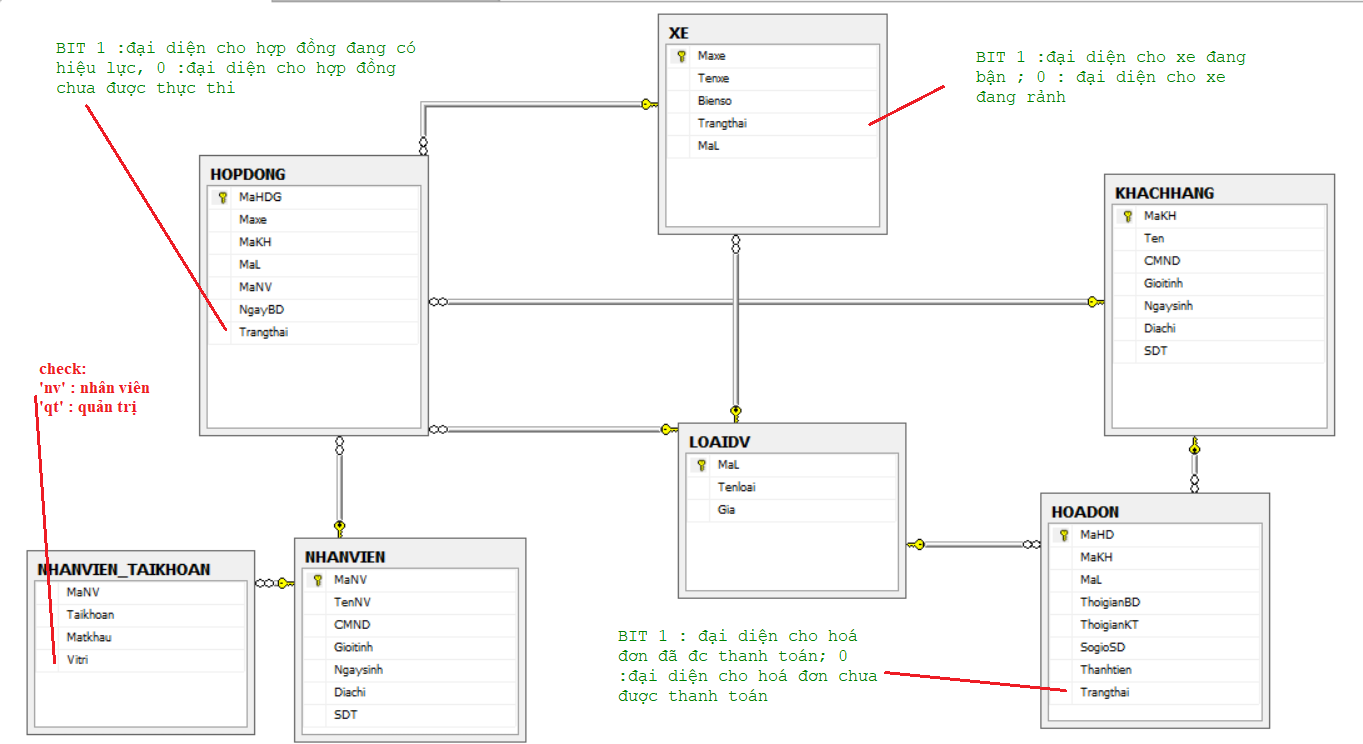 BIT 1 :đại diện cho hợp đồng đang có
hiệu lực, 0 :đại diện cho hợp đồng
chưa được thực thi
XE
Maxe
Tenxe
Bienso
Trangthai
MaL
BIT 1 :đại diện cho xe đang
bận ; 0 : đại diện cho xe
đang rảnh
HOPDONG
MaHDG
Maxe
MaKH
MaL
MaNV
NgayBD
Trangthai
KHACHHANG
MaKH
Ten
CMND
Gioitinh
Ngaysinh
Diachi
SDT
check:
'nv' : nhân viên
'qt' : quản trị
LOAIDV
MaL
Tenloai
Gia
HOADON
MaHD
MaKH
MaL
ThoigianBD
ThoigianKT
SogioSD
Thanhtien
Trangthai
NHANVIEN_TAIKHOAN
MaNV
Taikhoan
Matkhau
Vitri
NHANVIEN
MaNV
TenNV
CMND
Gioitinh
Ngaysinh
Diachi
SDT
BIT 1 : đại diện cho hoá
đơn đã đc thanh toán; 0
:đại diện cho hoá đơn chưa
được thanh toán